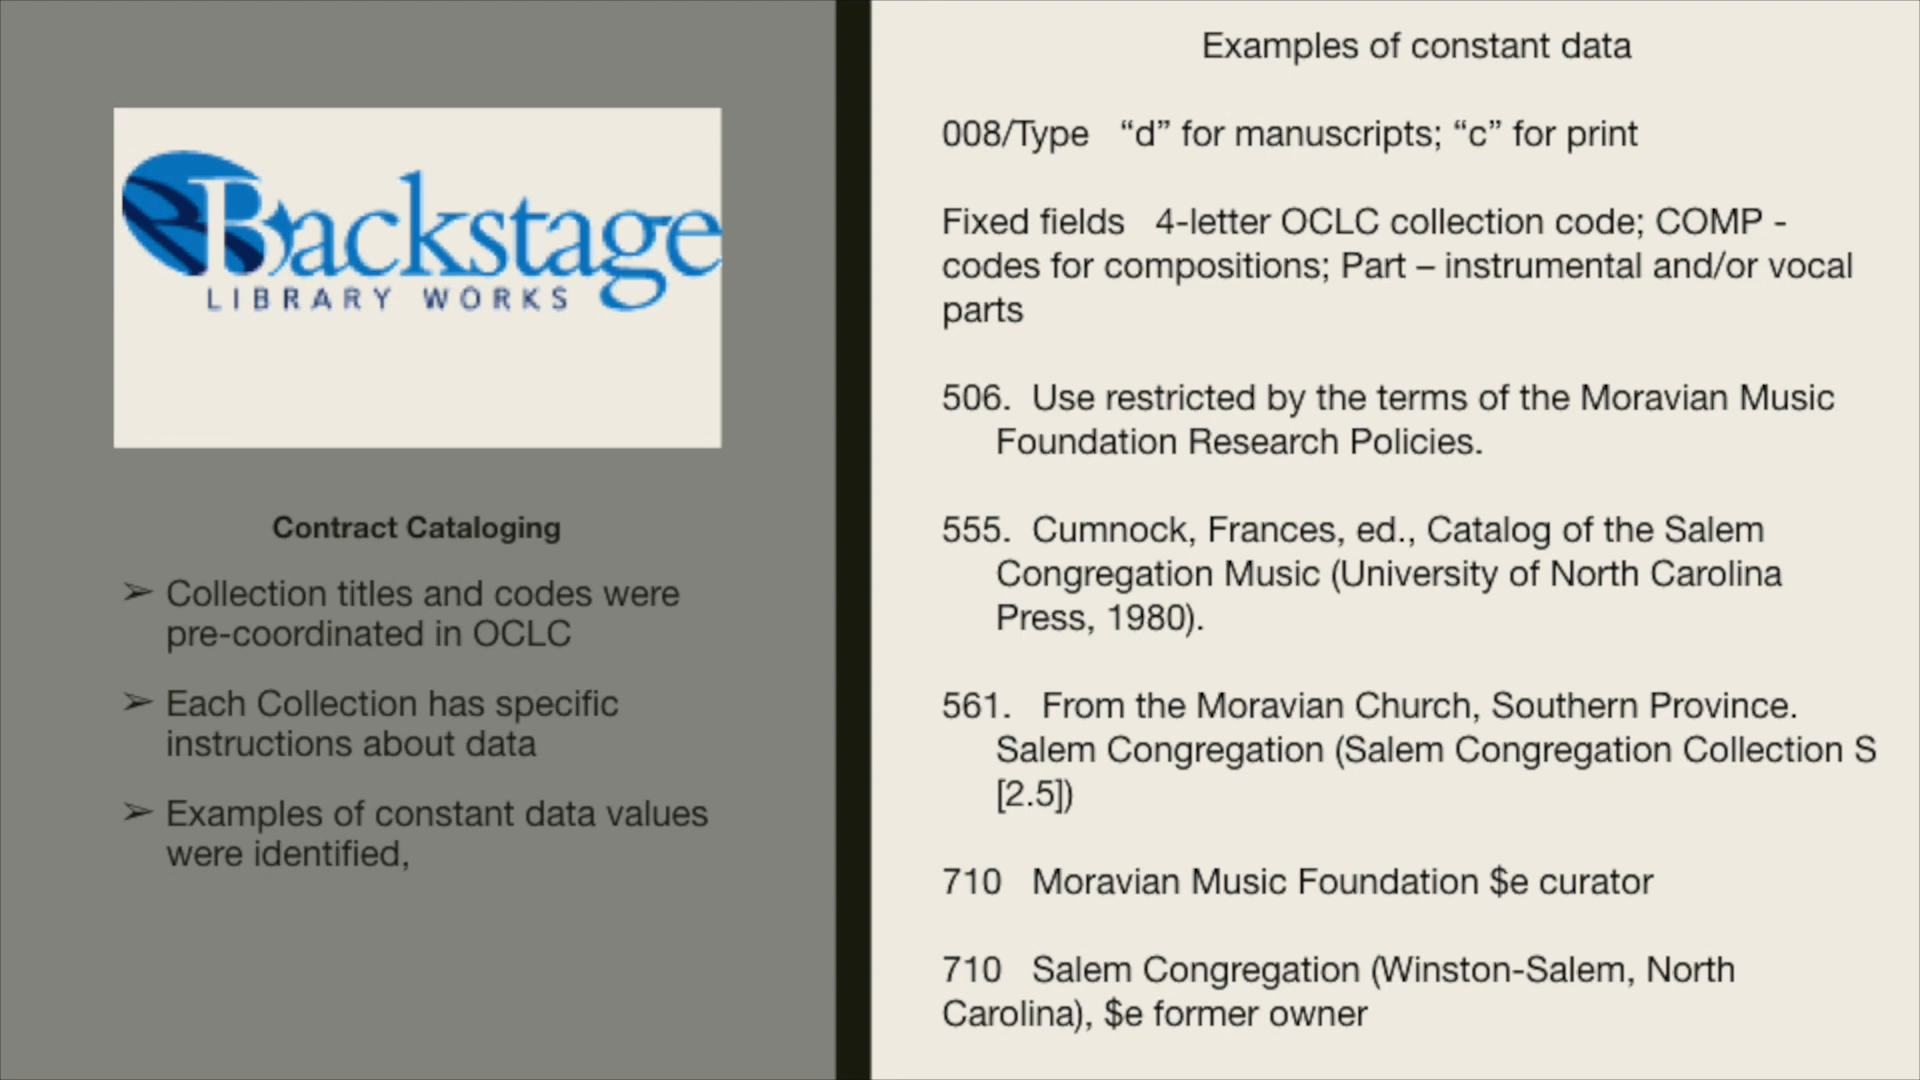 Backstage
LIBRARY WORKS
Contract Cataloging
➢ Collection titles and codes were
pre-coordinated in OCLC
➢ Each Collection has specific
instructions about data
➢ Examples of constant data values
were identified,
Examples of constant data
008/Type “d” for manuscripts; “c” for print
Fixed fields 4-letter OCLC collection code; COMP -
codes for compositions; Part – instrumental and/or vocal
parts
506. Use restricted by the terms of the Moravian Music
Foundation Research Policies.
555. Cumnock, Frances, ed., Catalog of the Salem
Congregation Music (University of North Carolina
Press, 1980).
561. From the Moravian Church, Southern Province.
Salem Congregation (Salem Congregation Collection S
[2.5])
710 Moravian Music Foundation $e curator
710 Salem Congregation (Winston-Salem, North
Carolina), $e former owner